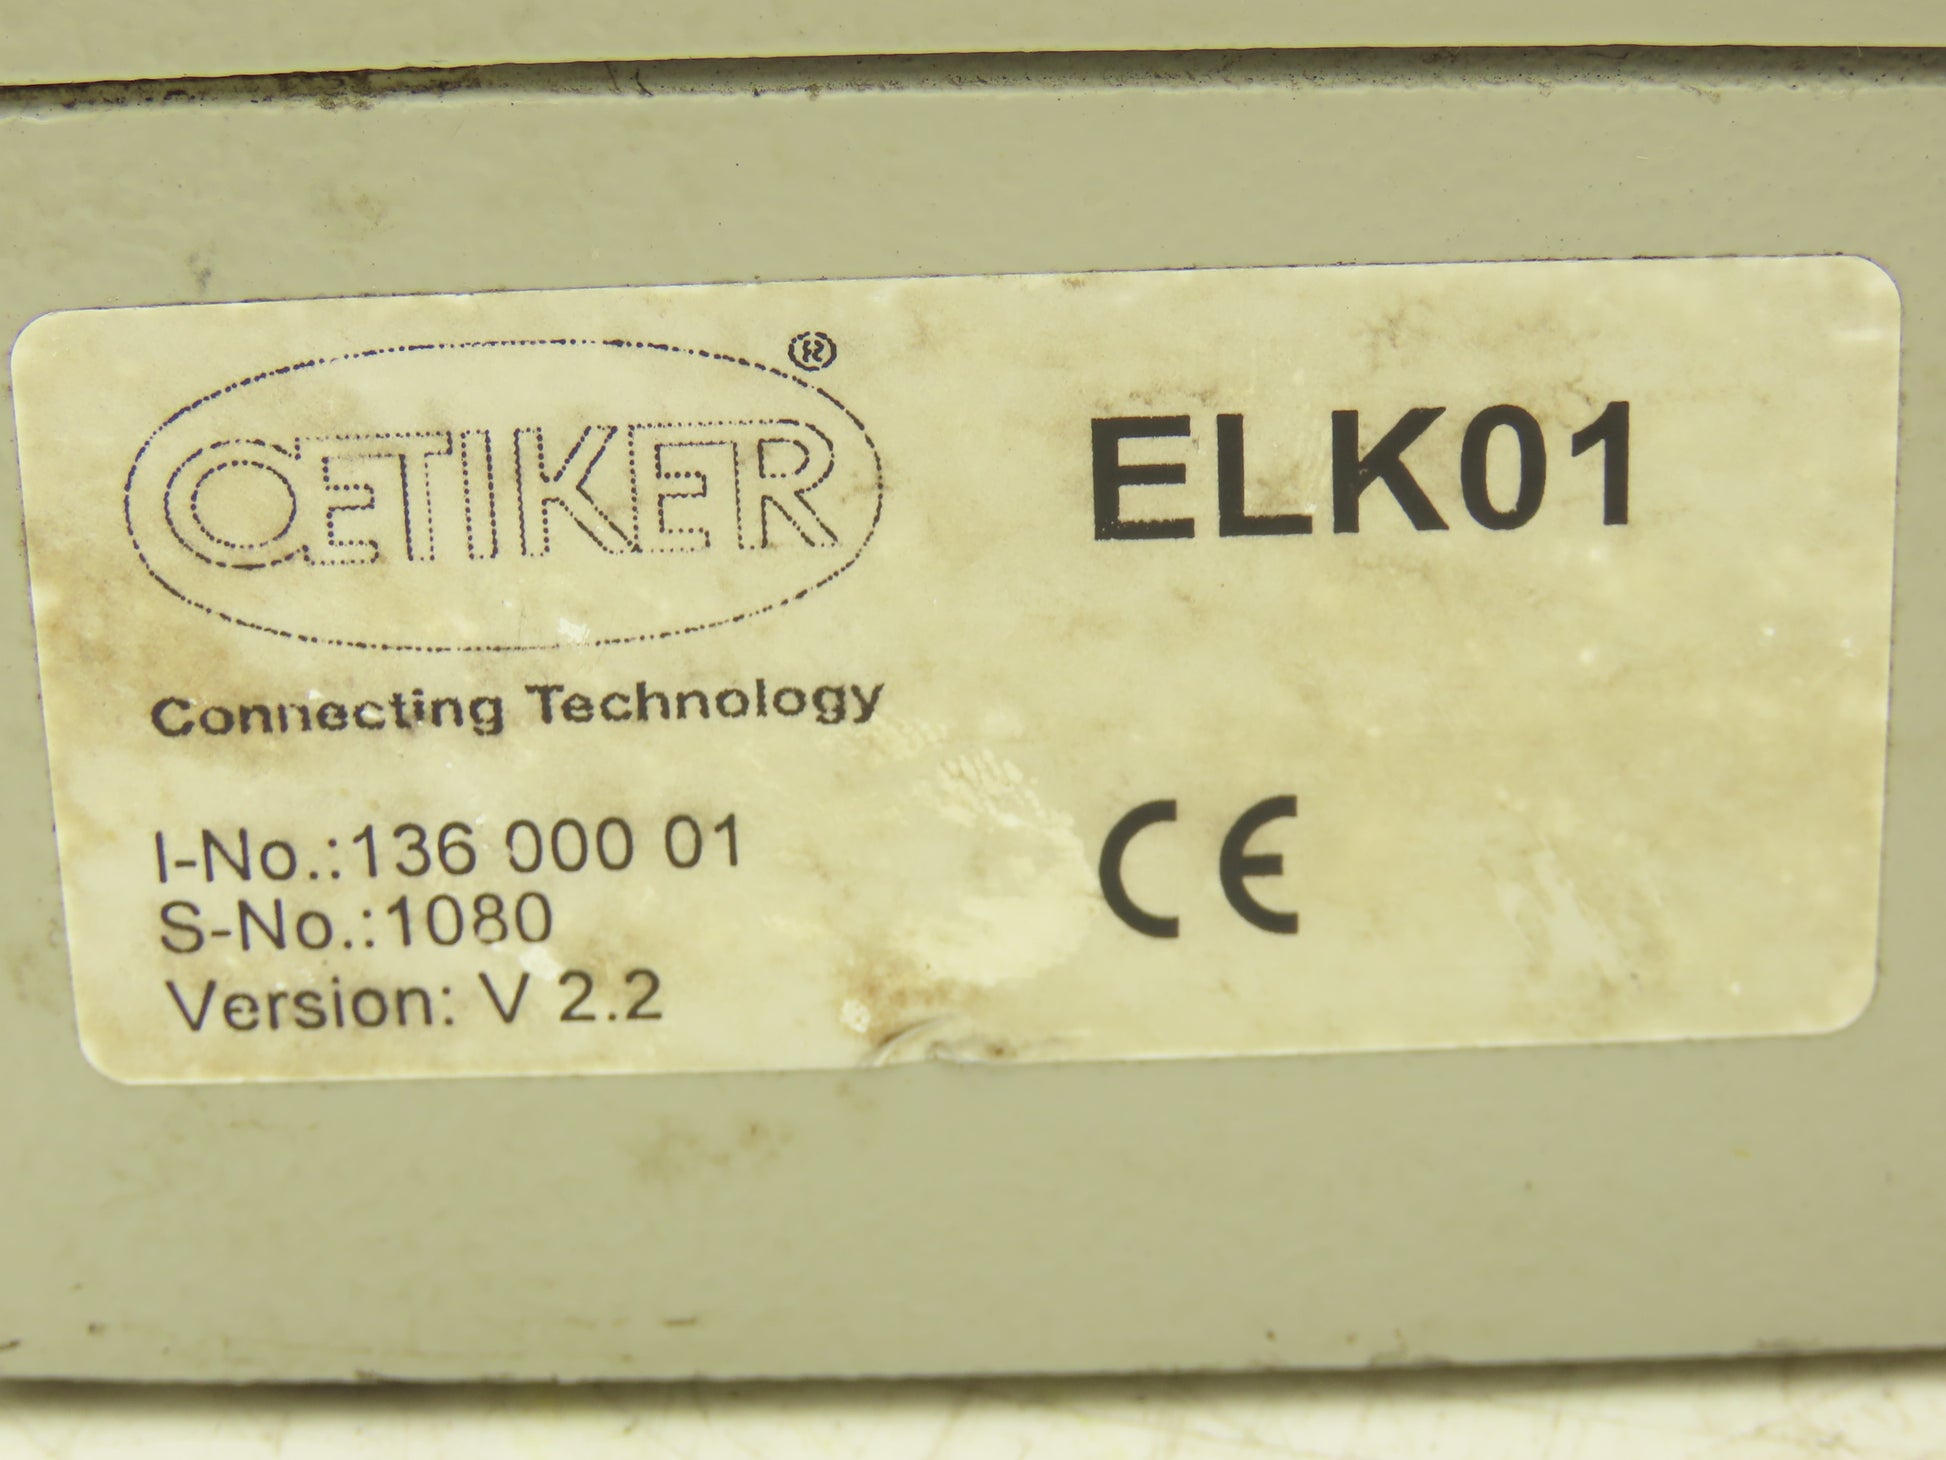 OETIKER®
Connecting Technology
I-No.:136 000 01
S-No.:1080
Version: V 2.2
ELK01
CE